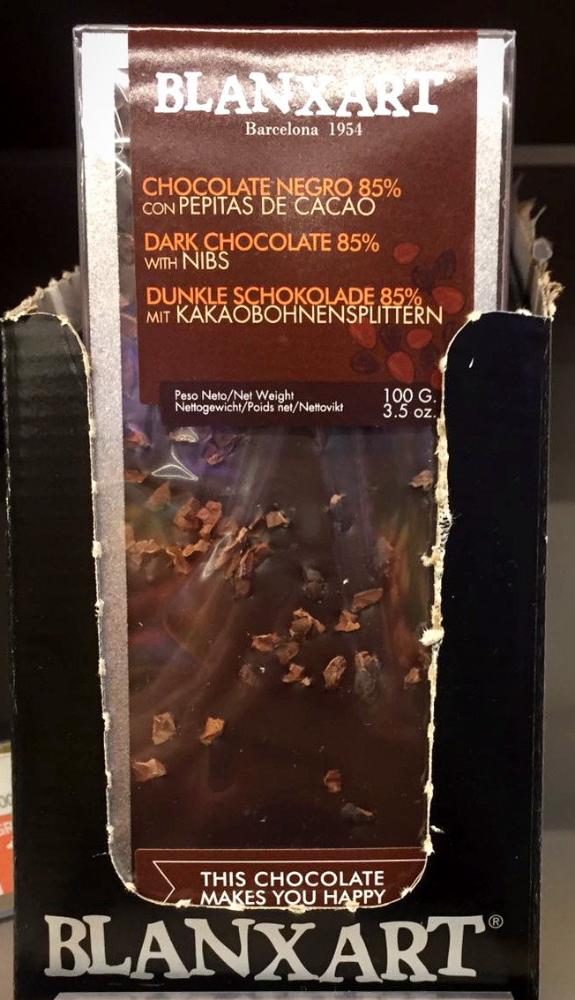 BLANXART®
Barcelona 1954
CHOCOLATE NEGRO 85%
CON PEPITAS DE CACAO
DARK CHOCOLATE 85%
WITH NIBS
DUNKLE SCHOKOLADE 85%
MIT KAKAOBOHNENSPLITTERN
Peso Neto/Net Weight 100 G.
Nettogewicht/Poids net/Nettovikt 3.5 oz.
THIS CHOCOLATE
MAKES YOU HAPPY
BLANXART®